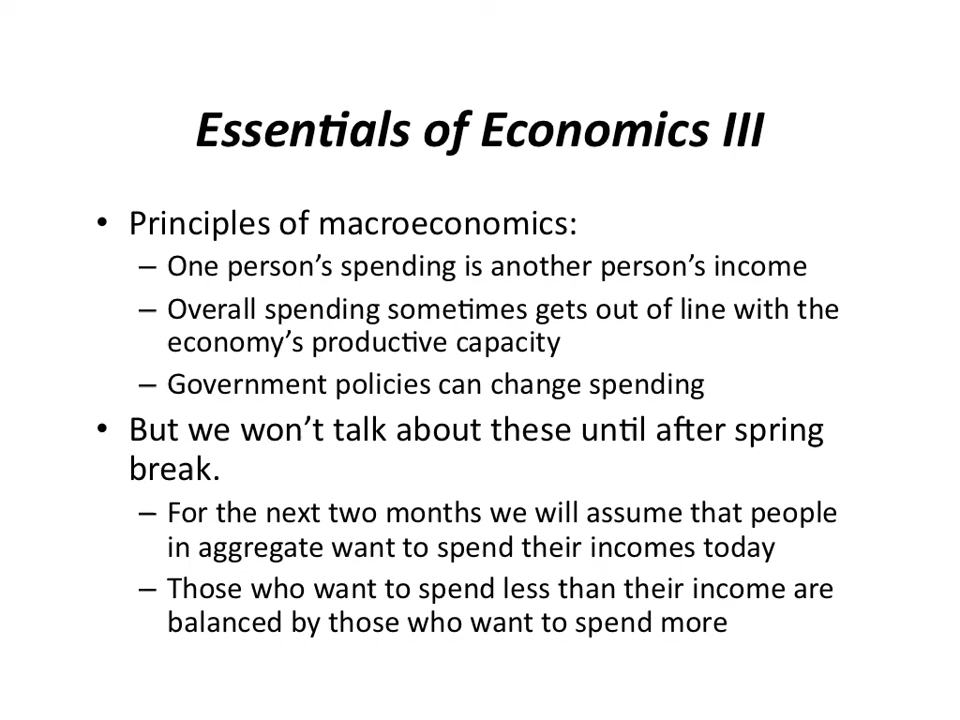 Essentials of Economics III
• Principles of macroeconomics:
– One person’s spending is another person’s income
– Overall spending sometimes gets out of line with the
economy’s productive capacity
– Government policies can change spending
• But we won’t talk about these until after spring
break.
– For the next two months we will assume that people
in aggregate want to spend their incomes today
– Those who want to spend less than their income are
balanced by those who want to spend more